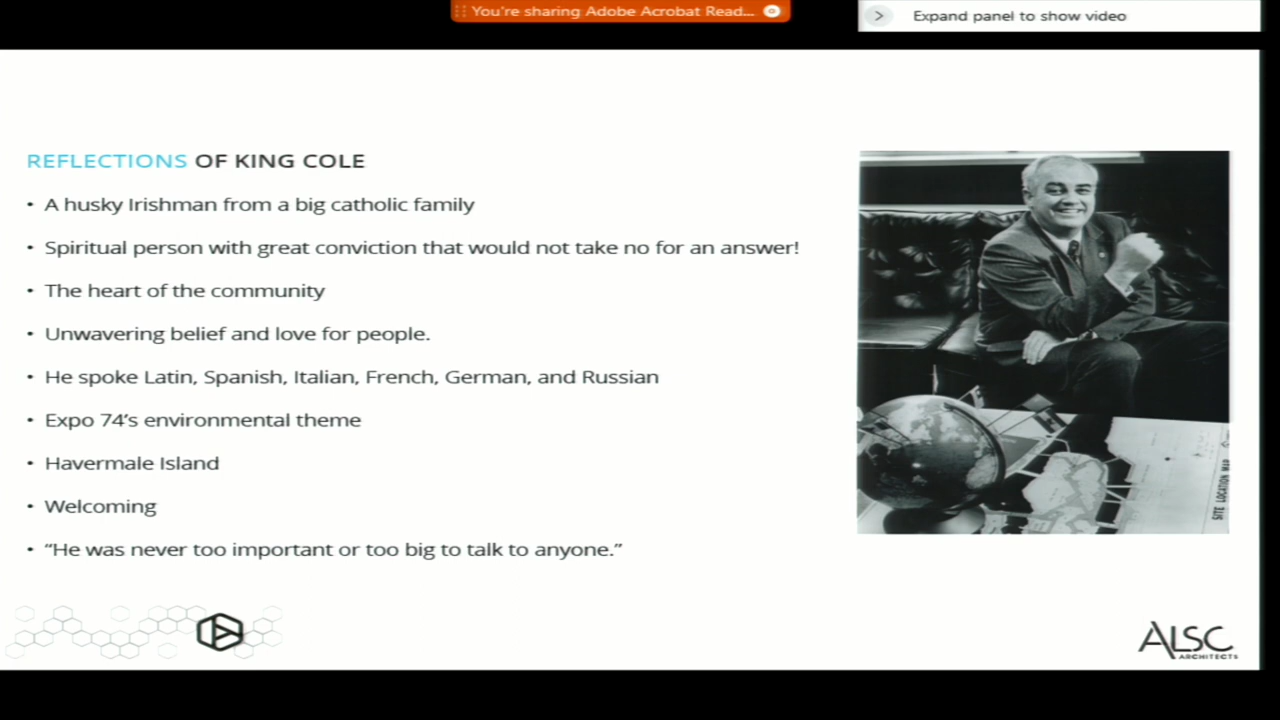 You're sharing Adobe Acrobat Read...
Expand panel to show video
REFLECTIONS OF KING COLE
• A husky Irishman from a big catholic family
• Spiritual person with great conviction that would not take no for an answer!
• The heart of the community
• Unwavering belief and love for people.
• He spoke Latin, Spanish, Italian, French, German, and Russian
• Expo 74's environmental theme
• Havermale Island
• Welcoming
• “He was never too important or too big to talk to anyone.”
SITE LOCATION MAP
ALSC
ARCHITECTS